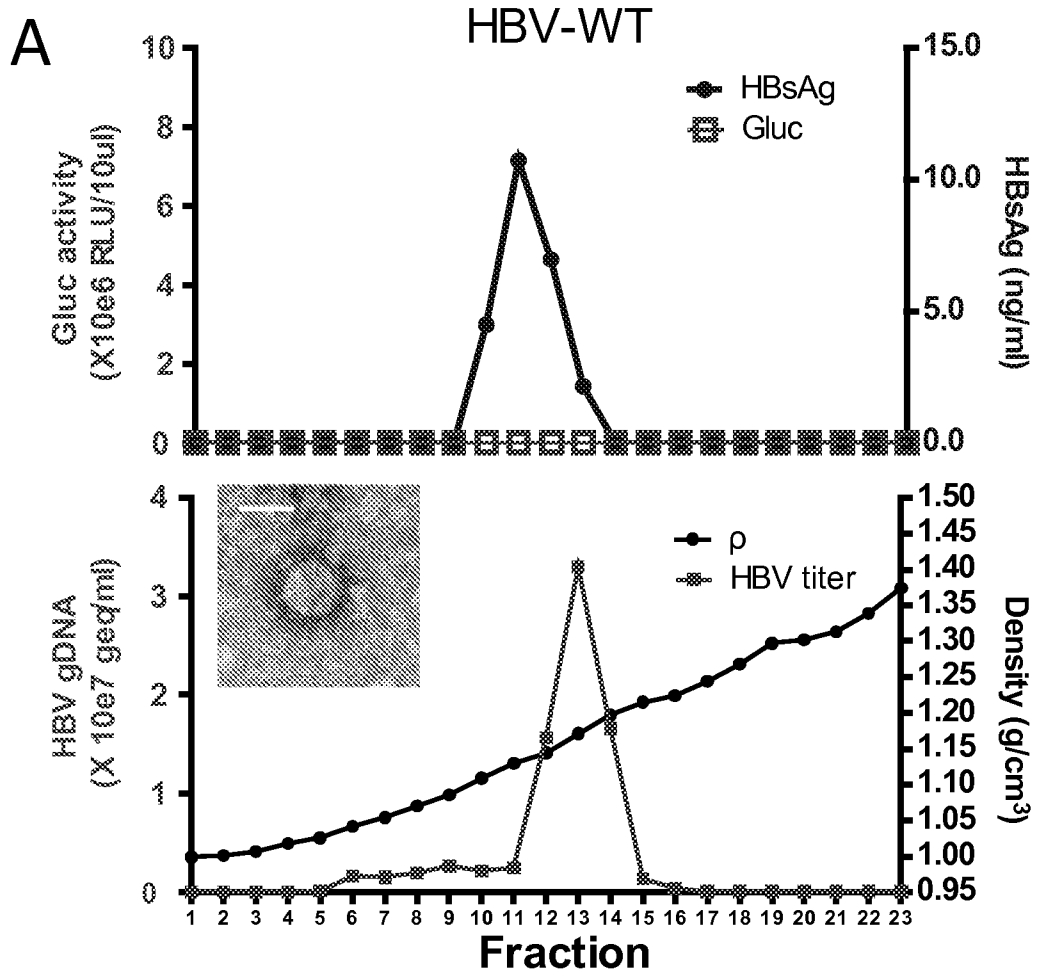 A
HBV-WT
10
8
6
4
2
0
Gluc activity
(X10e6 RLU/10ul)
HBsAg
Gluc
15.0
10.0
5.0
0.0
HBsAg (ng/ml)
4
3
2
1
0
HBV gDNA
(X 10e7 geq/ml)
ρ
HBV titer
1.50
1.45
1.40
1.35
1.30
1.25
1.20
1.15
1.10
1.05
1.00
0.95
Density (g/cm³)
1 2 3 4 5 6 7 8 9 10 11 12 13 14 15 16 17 18 19 20 21 22 23
Fraction